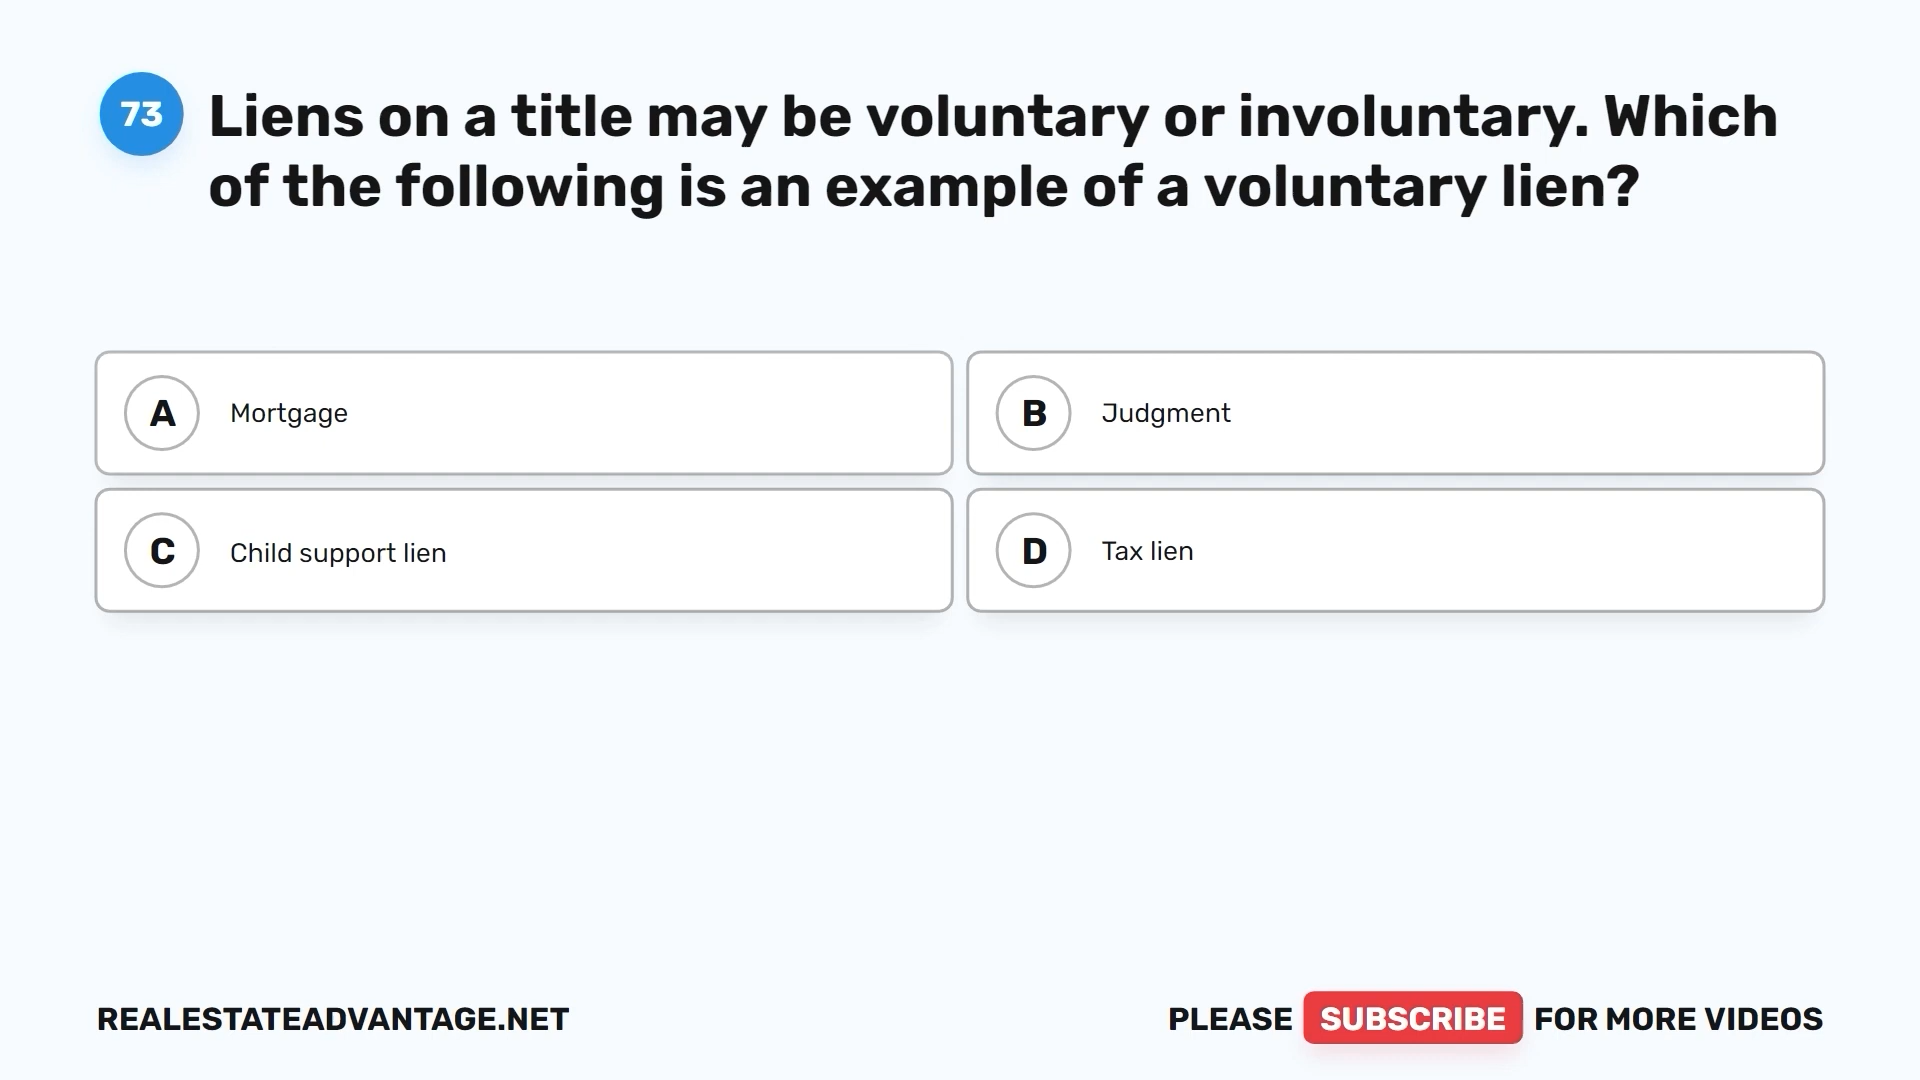 73
Liens on a title may be voluntary or involuntary. Which
of the following is an example of a voluntary lien?
A Mortgage
B Judgment
C Child support lien
D Tax lien
REALESTATEADVANTAGE.NET
PLEASE SUBSCRIBE FOR MORE VIDEOS